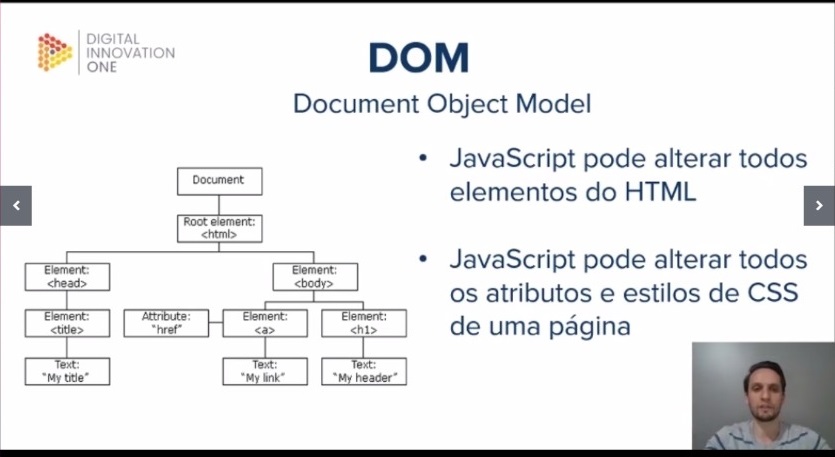 DIGITAL
INNOVATION
ONE
DOM
Document Object Model
• JavaScript pode alterar todos
elementos do HTML
• JavaScript pode alterar todos
os atributos e estilos de CSS
de uma página
Document
Root element:
<html>
Element:
<head>
Element:
<body>
Element:
<title>
Attribute:
"href"
Element:
<a>
Element:
<h1>
Text:
"My title"
Text:
"My link"
Text:
"My header"